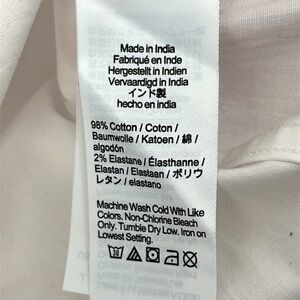 Made in India
Fabriqué en Inde
Hergestellt in Indien
Vervaardigd in India
インド製
hecho en india
98% Cotton / Coton /
Baumwolle / Katoen / 綿 /
algodón
2% Elastane / Élasthanne /
Elastan / Elastaan / ポリウ
レタン / elastano
Machine Wash Cold With Like
Colors. Non-Chlorine Bleach
Only. Tumble Dry Low. Iron on
Lowest Setting.